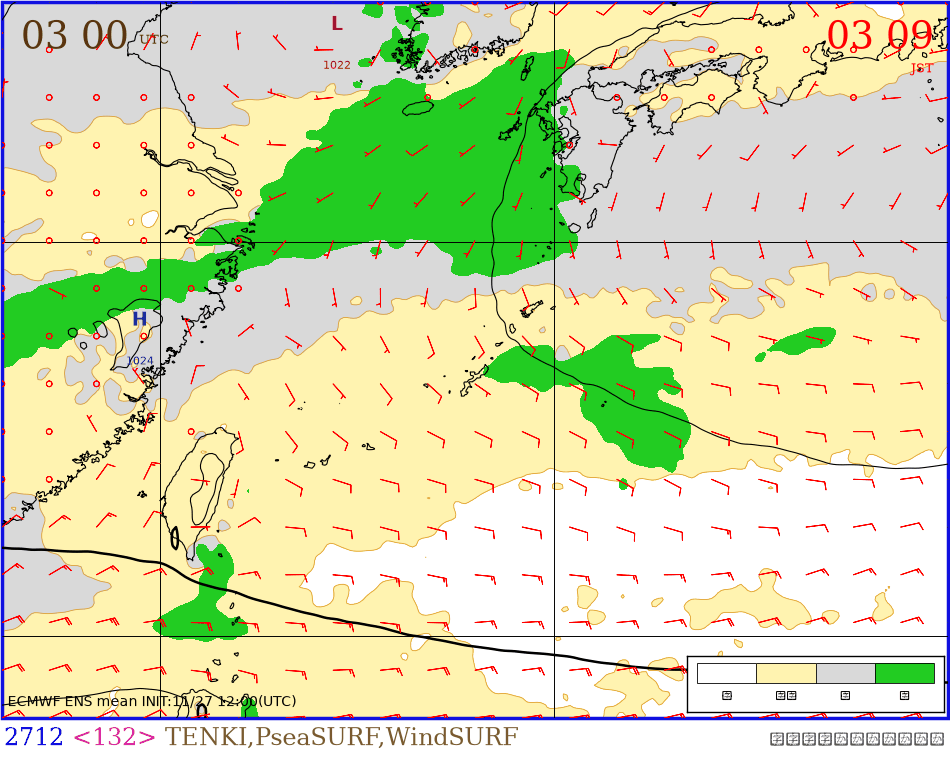 03 00 UTC
03 09 JST
L
1022
H
1024
ECMWF ENS mean INIT:11/27 12:00(UTC)
2712 <132> TENKI,PseaSURF,WindSURF